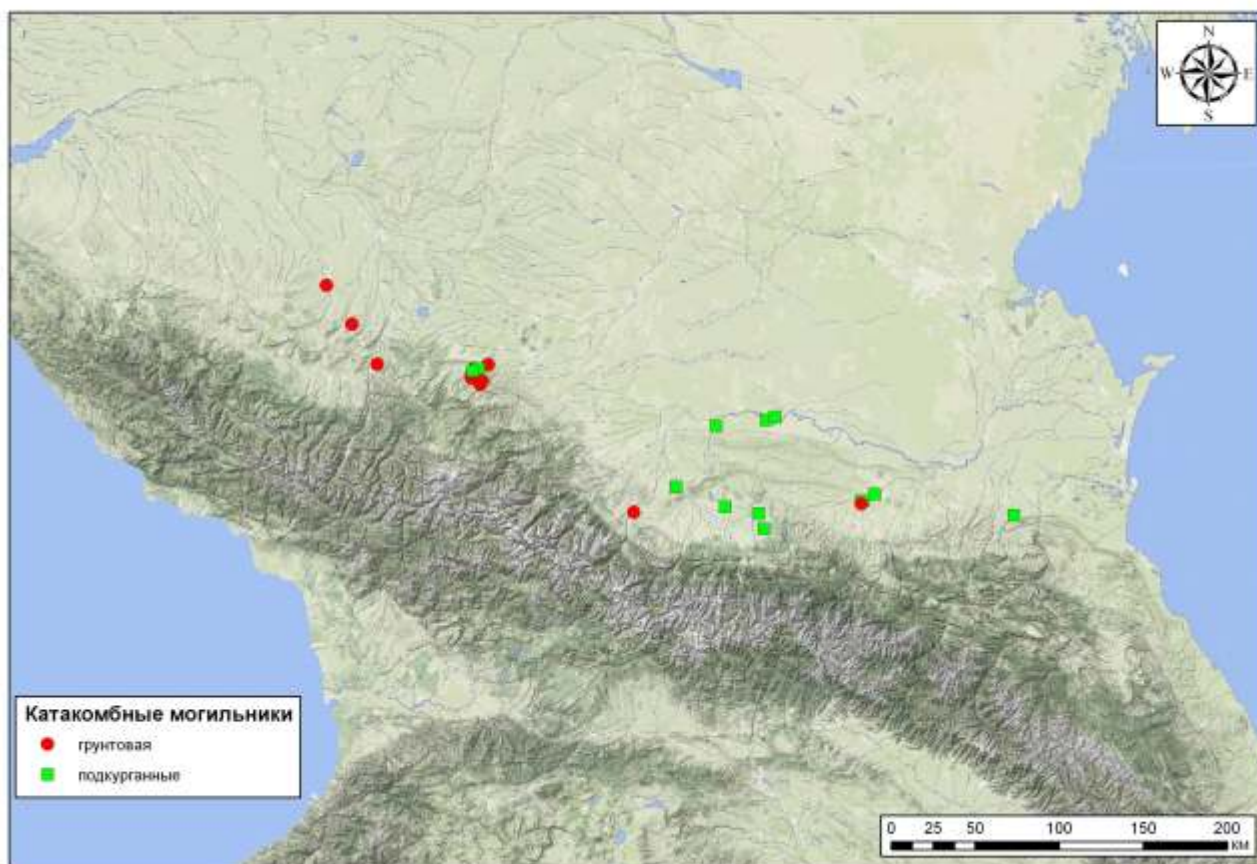 N
W E
S
Катакомбные могильники
грунтовая
подкурганные
0 25 50 100 150 200
КМ